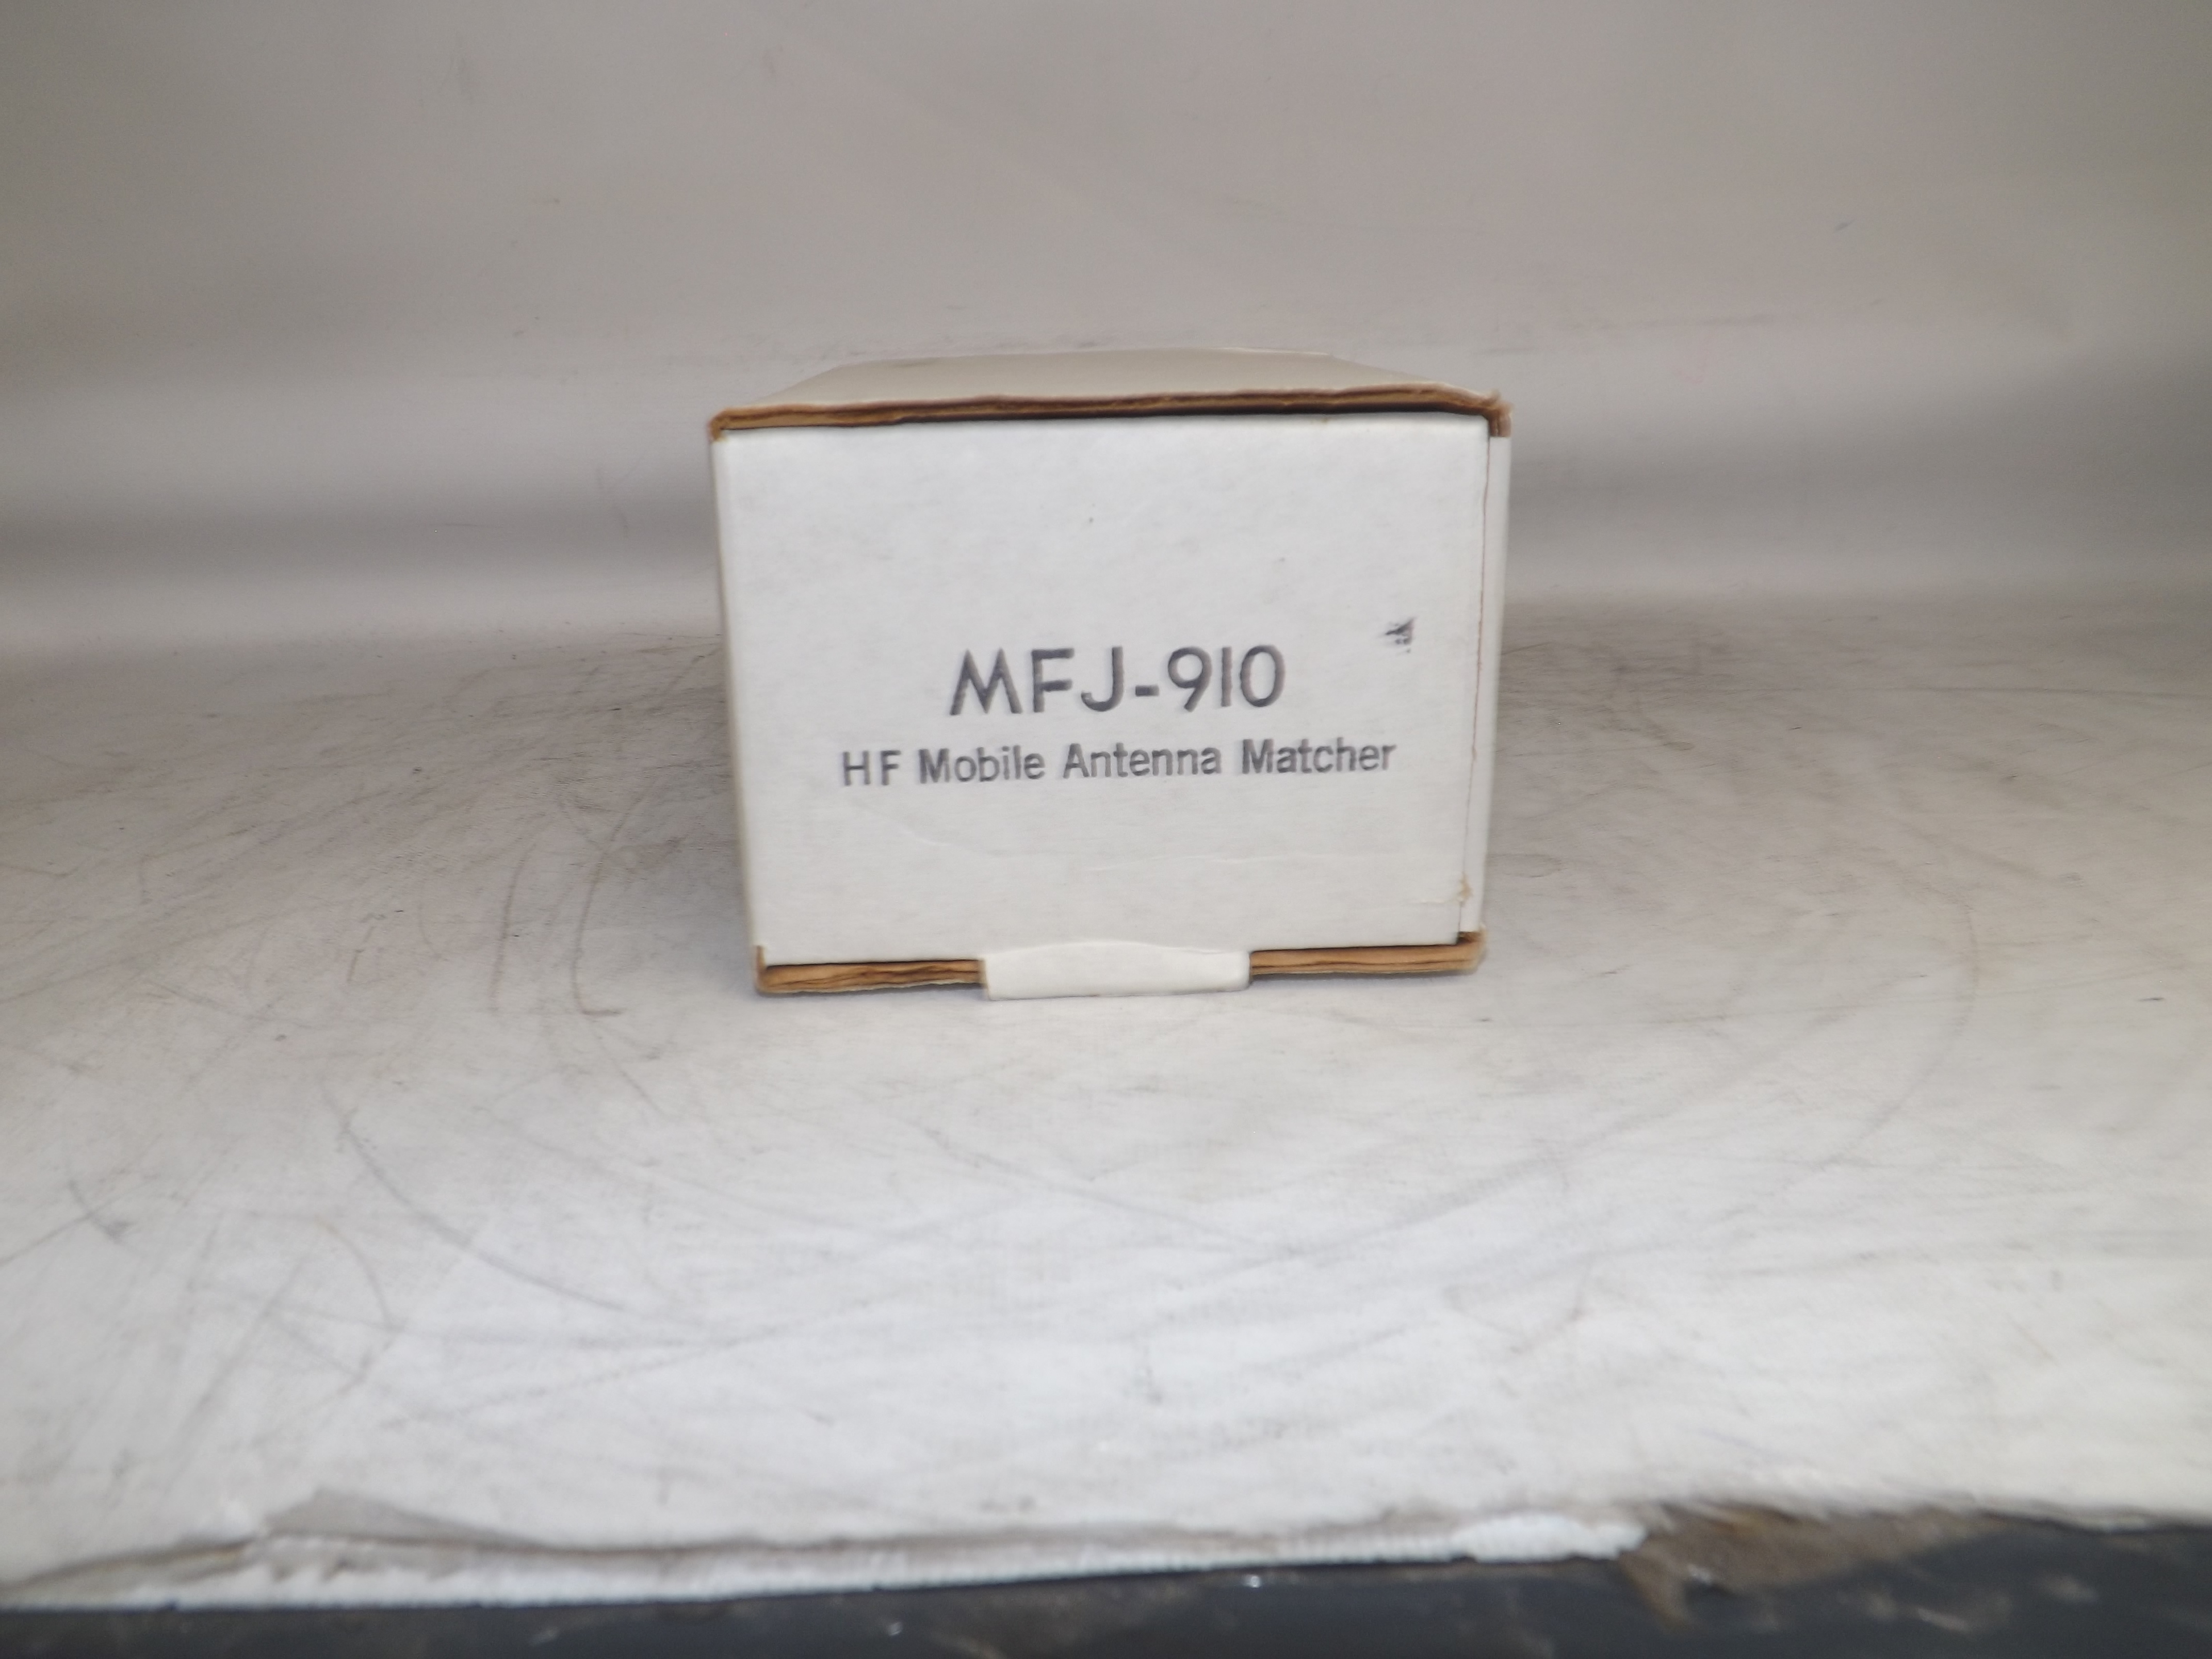 MFJ-910
HF Mobile Antenna Matcher